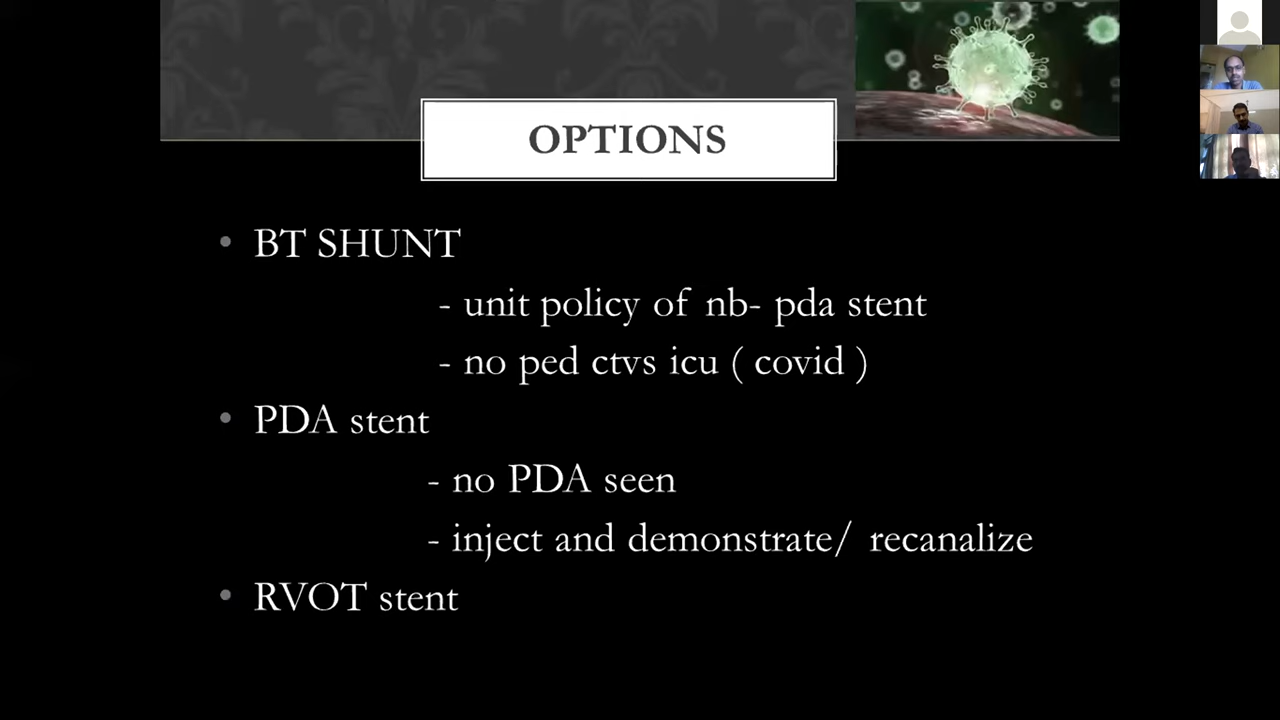 OPTIONS
• BT SHUNT
- unit policy of nb- pda stent
- no ped ctvs icu ( covid )
• PDA stent
- no PDA seen
- inject and demonstrate/ recanalize
• RVOT stent